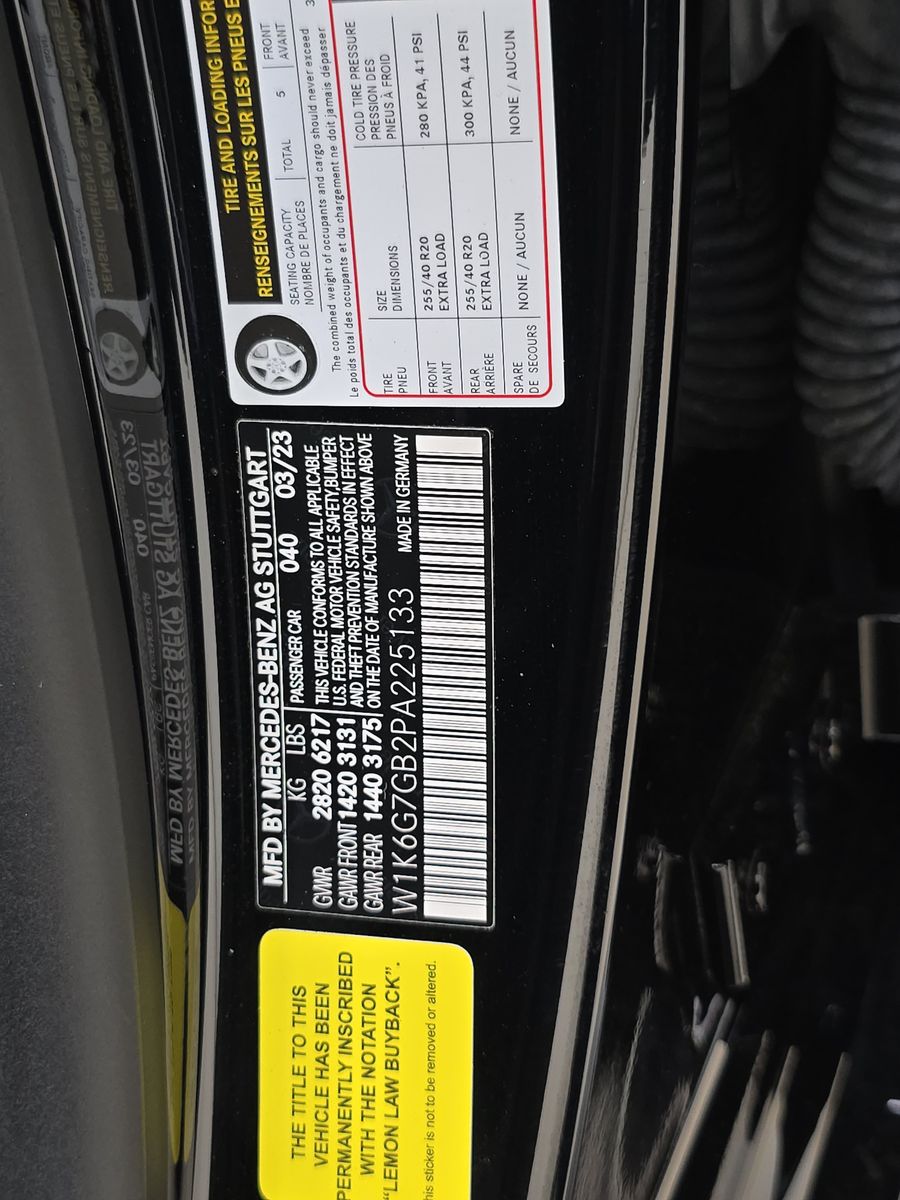 THE TITLE TO THIS
VEHICLE HAS BEEN
PERMANENTLY INSCRIBED
WITH THE NOTATION
“LEMON LAW BUYBACK”.
sticker is not to be removed or altered.
MFD BY MERCEDES-BENZ AG STUTTGART
KG LBS PASSENGER CAR 040 03/23
GVWR 2820 6217 THIS VEHICLE CONFORMS TO ALL APPLICABLE
GAWR FRONT 1420 3131 U.S. FEDERAL MOTOR VEHICLE SAFETY,BUMPER
GAWR REAR 1440 3175 AND THEFT PREVENTION STANDARDS IN EFFECT
ON THE DATE OF MANUFACTURE SHOWN ABOVE
W1K6G7GB2PA225133 MADE IN GERMANY
TIRE AND LOADING INFOR
RENSEIGNEMENTS SUR LES PNEUS E
SEATING CAPACITY TOTAL 5 FRONT
NOMBRE DE PLACES AVANT
The combined weight of occupants and cargo should never exceed
Le poids total des occupants et du chargement ne doit jamais dépasser
TIRE SIZE COLD TIRE PRESSURE
PNEU DIMENSIONS PRESSION DES
PNEUS À FROID
FRONT 255/40 R20 280 KPA, 41 PSI
AVANT EXTRA LOAD
REAR 255/40 R20 300 KPA, 44 PSI
ARRIÈRE EXTRA LOAD
SPARE NONE / AUCUN NONE / AUCUN
DE SECOURS